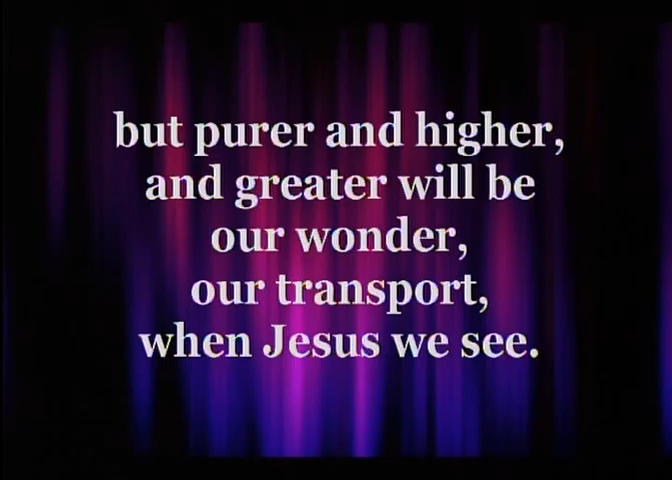 but purer and higher,
and greater will be
our wonder,
our transport,
when Jesus we see.